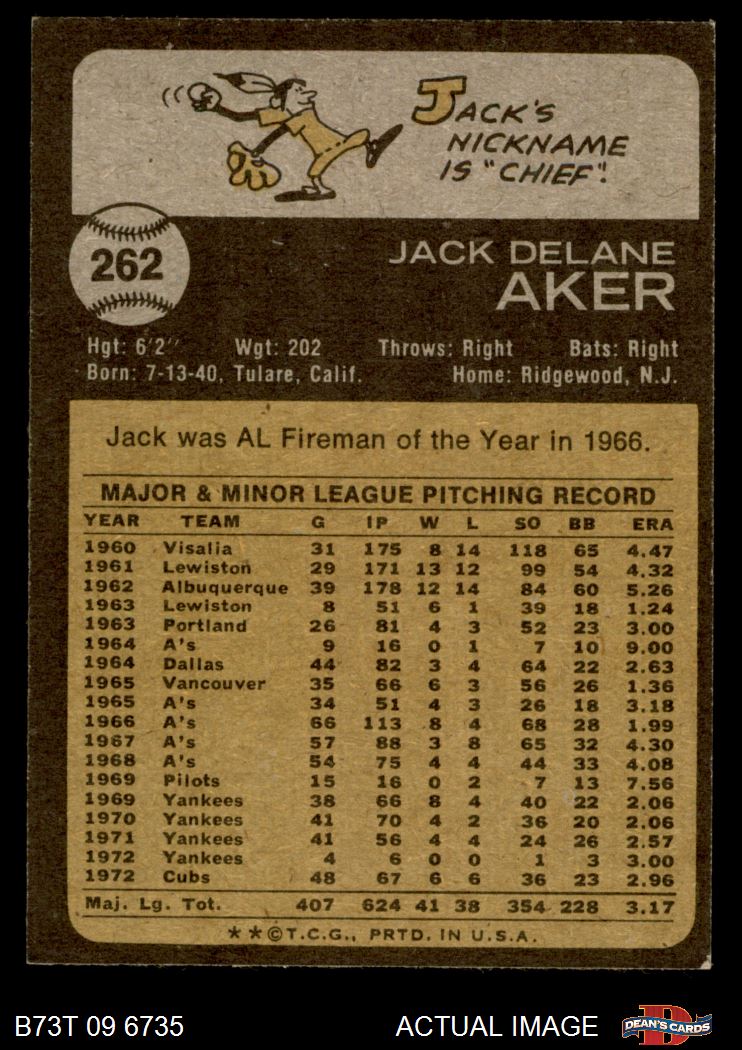 JACK'S
NICKNAME
IS "CHIEF"!
262
JACK DELANE
AKER
Hgt: 6'2" Wgt: 202 Throws: Right Bats: Right
Born: 7-13-40, Tulare, Calif. Home: Ridgewood, N.J.
Jack was AL Fireman of the Year in 1966.
MAJOR & MINOR LEAGUE PITCHING RECORD
YEAR TEAM G IP W L SO BB ERA
1960 Visalia 31 175 8 14 118 65 4.47
1961 Lewiston 29 171 13 12 99 54 4.32
1962 Albuquerque 39 178 12 14 84 60 5.26
1963 Lewiston 8 51 6 1 39 18 1.24
1963 Portland 26 81 4 3 52 23 3.00
1964 A's 9 16 0 1 7 10 9.00
1964 Dallas 44 82 3 4 64 22 2.63
1965 Vancouver 35 66 6 3 56 26 1.36
1965 A's 34 51 4 3 26 18 3.18
1966 A's 66 113 8 4 68 28 1.99
1967 A's 57 88 3 8 65 32 4.30
1968 A's 54 75 4 4 44 33 4.08
1969 Pilots 15 16 0 2 7 13 7.56
1969 Yankees 38 66 8 4 40 22 2.06
1970 Yankees 41 70 4 2 36 20 2.06
1971 Yankees 41 56 4 4 24 26 2.57
1972 Yankees 4 6 0 0 1 3 3.00
1972 Cubs 48 67 6 6 36 23 2.96
Maj. Lg. Tot. 407 624 41 38 354 228 3.17
**©T.C.G., PRTD. IN U.S.A.
B73T 09 6735 ACTUAL IMAGE D DEAN'S CARDS